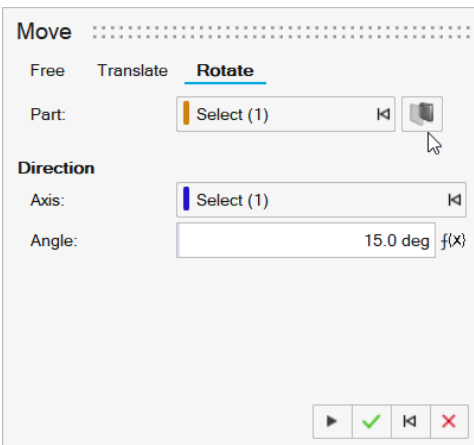 Move
Free Translate Rotate
Part: Select (1)
Direction
Axis: Select (1)
Angle: 15.0 deg f(x)